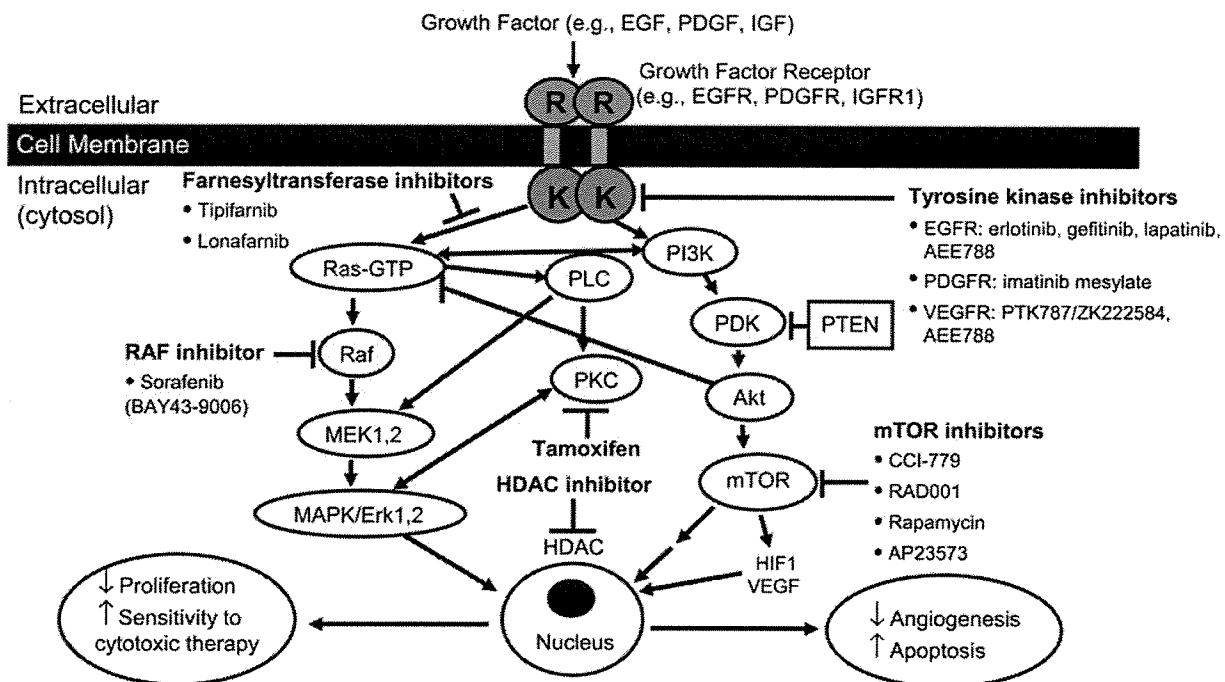 Growth Factor (e.g., EGF, PDGF, IGF)
Growth Factor Receptor
(e.g., EGFR, PDGFR, IGFR1)
R R
Extracellular
Cell Membrane
Intracellular
(cytosol)
K K
Farnesyltransferase inhibitors
• Tipifarnib
• Lonafarnib
Tyrosine kinase inhibitors
• EGFR: erlotinib, gefitinib, lapatinib,
AEE788
• PDGFR: imatinib mesylate
• VEGFR: PTK787/ZK222584,
AEE788
Ras-GTP
PLC
PI3K
PDK
PTEN
RAF inhibitor
• Sorafenib
(BAY43-9006)
Raf
PKC
Akt
MEK1,2
Tamoxifen
mTOR inhibitors
• CCI-779
• RAD001
• Rapamycin
• AP23573
mTOR
HDAC inhibitor
MAPK/Erk1,2
HDAC
HIF1
VEGF
Nucleus
↓ Proliferation
↑ Sensitivity to
cytotoxic therapy
↓ Angiogenesis
↑ Apoptosis